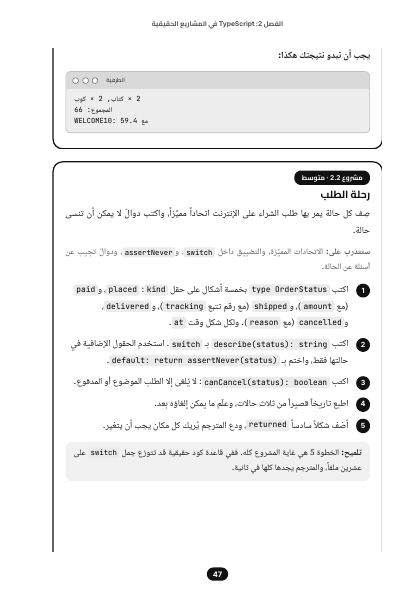 الفصل 2: TypeScript في المشاريع الحقيقية
يجب أن تبدو نتيجتك هكذا:
الطرفية
2 × كتاب, 2 × كوب
المجموع: 66
مع WELCOME10: 59.4
مشروع 2.2 · متوسط
رحلة الطلب
صِف كل حالة يمر بها طلب الشراء على الإنترنت اتحاداً مميّزاً، واكتب دوالّ لا يمكن أن تنسى
حالة.
ستتدرب على: الاتحادات المميّزة، والتضييق داخل switch، و assertNever، ودوالّ تجيب عن
أسئلة عن الحالة.
1 اكتب type OrderStatus بخمسة أشكال على حقل kind: placed، و paid
(مع amount)، و shipped (مع رقم تتبع tracking)، و delivered،
و cancelled (مع reason). ولكل شكل وقت at.
2 اكتب describe(status): string بـ switch. استخدم الحقول الإضافية في
حالتها فقط، واختم بـ default: return assertNever(status).
3 اكتب canCancel(status): boolean: لا يُلغى إلا الطلب الموضوع أو المدفوع.
4 اطبع تاريخاً قصيراً من ثلاث حالات، وعلّم ما يمكن إلغاؤه بعد.
5 أضف شكلاً سادساً returned، ودع المترجم يُريك كل مكان يجب أن يتغير.
تلميح: الخطوة 5 هي غاية المشروع كله. ففي قاعدة كود حقيقية قد تتوزع جمل switch على
عشرين ملفاً، والمترجم يجدها كلها في ثانية.
47